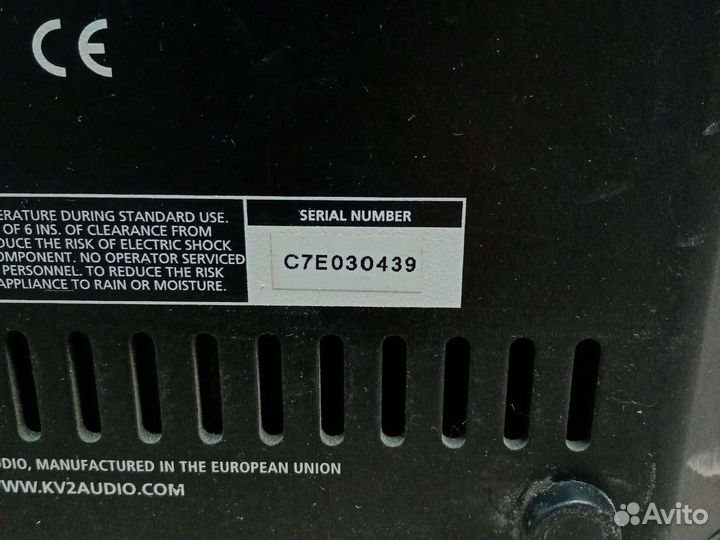 CE
ERATURE DURING STANDARD USE.
OF 6 INS. OF CLEARANCE FROM
DUCE THE RISK OF ELECTRIC SHOCK
COMPONENT. NO OPERATOR SERVICED
PERSONNEL. TO REDUCE THE RISK
APPLIANCE TO RAIN OR MOISTURE.
SERIAL NUMBER
C7E030439
UDIO, MANUFACTURED IN THE EUROPEAN UNION
WWW.KV2AUDIO.COM
Avito